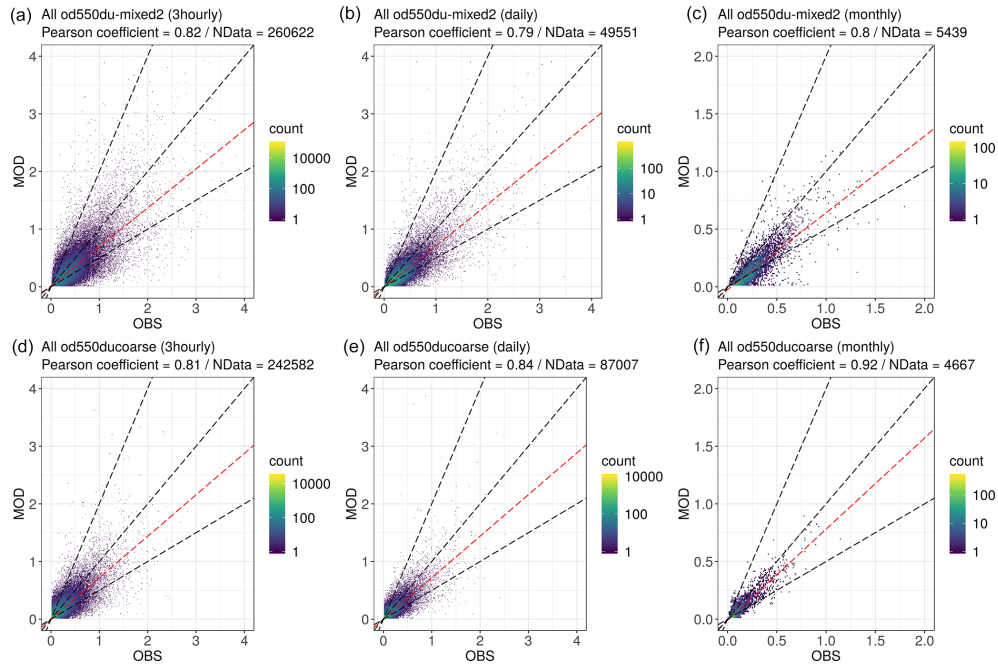 (a) All od550du-mixed2 (3hourly)
Pearson coefficient = 0.82 / NData = 260622
4
3
2
1
0
MOD
0 1 2 3 4
OBS
count
10000
100
1
(b) All od550du-mixed2 (daily)
Pearson coefficient = 0.79 / NData = 49551
4
3
2
1
0
MOD
0 1 2 3 4
OBS
count
100
10
1
(c) All od550du-mixed2 (monthly)
Pearson coefficient = 0.8 / NData = 5439
2.0
1.5
1.0
0.5
0.0
MOD
0.0 0.5 1.0 1.5 2.0
OBS
count
100
10
1
(d) All od550ducoarse (3hourly)
Pearson coefficient = 0.81 / NData = 242582
4
3
2
1
0
MOD
0 1 2 3 4
OBS
count
10000
100
1
(e) All od550ducoarse (daily)
Pearson coefficient = 0.84 / NData = 87007
4
3
2
1
0
MOD
0 1 2 3 4
OBS
count
10000
100
1
(f) All od550ducoarse (monthly)
Pearson coefficient = 0.92 / NData = 4667
2.0
1.5
1.0
0.5
0.0
MOD
0.0 0.5 1.0 1.5 2.0
OBS
count
100
10
1